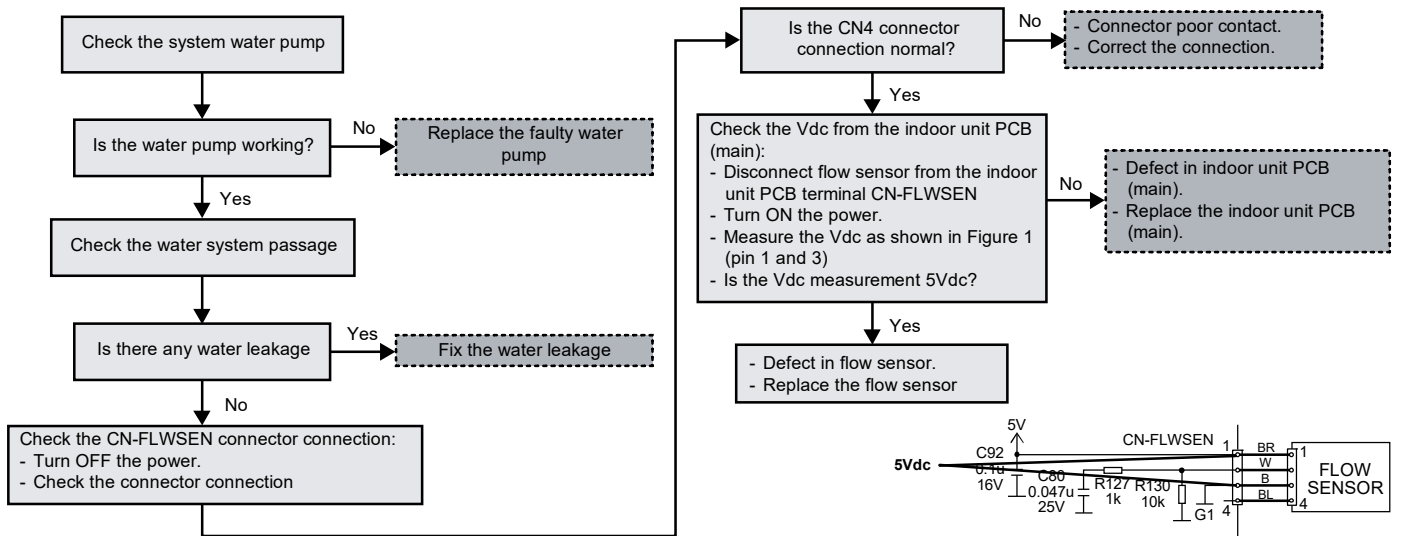 Check the system water pump
Is the water pump working?
No
Replace the faulty water
pump
Yes
Check the water system passage
Is there any water leakage
Yes
Fix the water leakage
No
Check the CN-FLWSEN connector connection:
- Turn OFF the power.
- Check the connector connection
Is the CN4 connector
connection normal?
No
- Connector poor contact.
- Correct the connection.
Yes
Check the Vdc from the indoor unit PCB
(main):
- Disconnect flow sensor from the indoor
unit PCB terminal CN-FLWSEN
- Turn ON the power.
- Measure the Vdc as shown in Figure 1
(pin 1 and 3)
- Is the Vdc measurement 5Vdc?
No
- Defect in indoor unit PCB
(main).
- Replace the indoor unit PCB
(main).
Yes
- Defect in flow sensor.
- Replace the flow sensor
5V
CN-FLWSEN
5Vdc
C92
0.1u
16V
C80
0.047u
25V
R127
1k
R130
10k
G1
1
4
BR
W
B
BL
1
4
FLOW
SENSOR